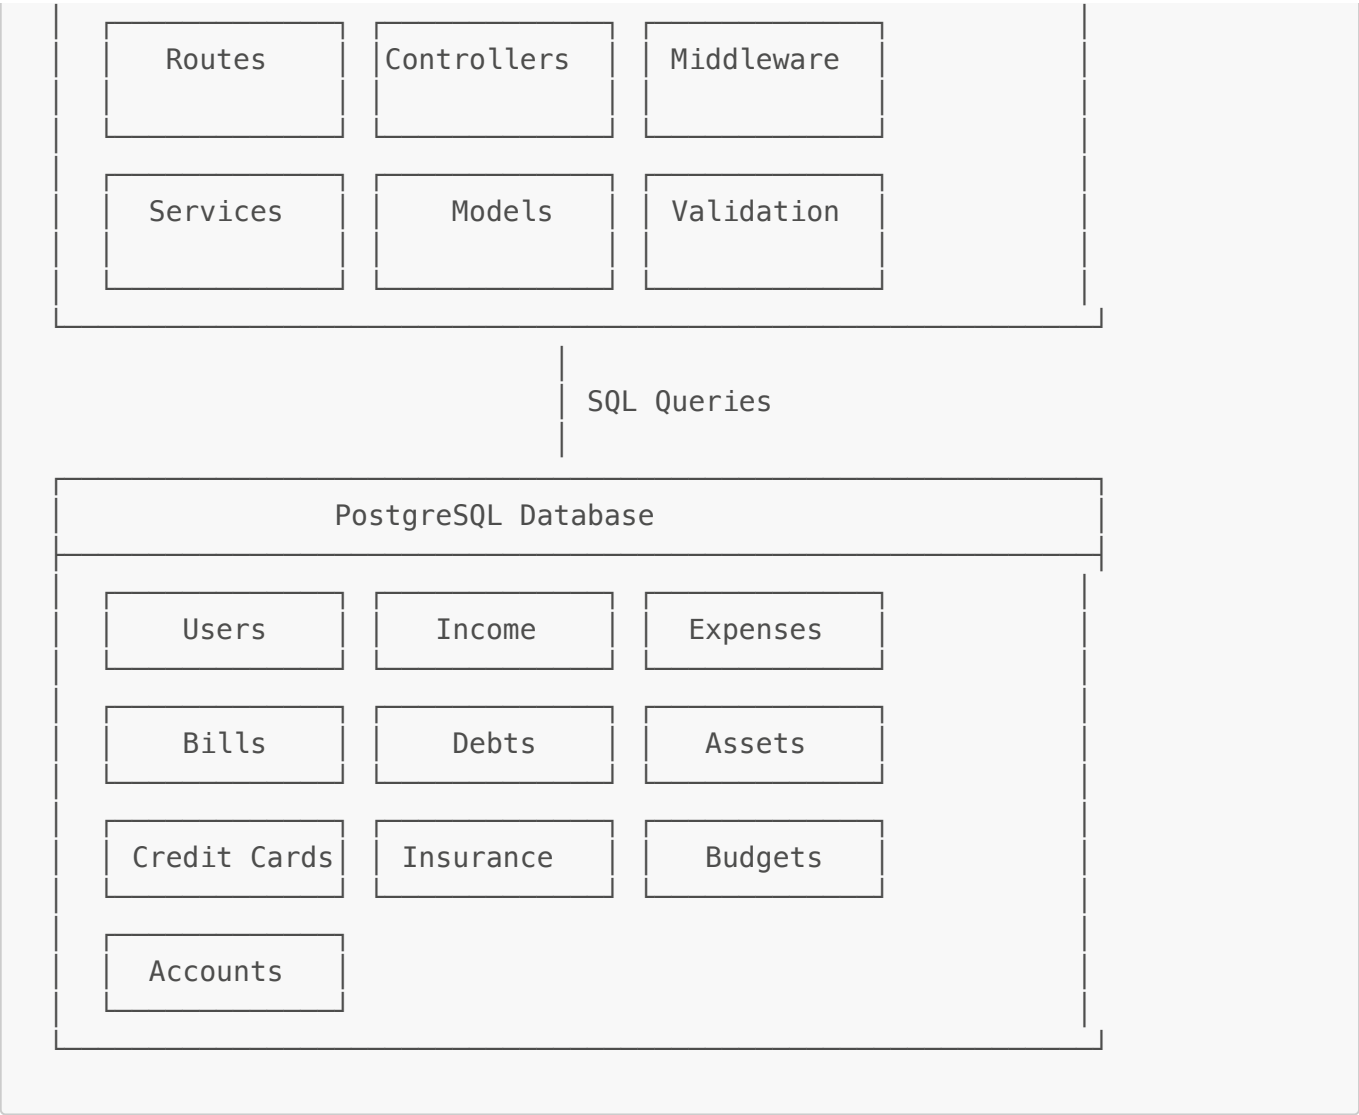 Routes Controllers Middleware
Services Models Validation
SQL Queries
PostgreSQL Database
Users Income Expenses
Bills Debts Assets
Credit Cards Insurance Budgets
Accounts